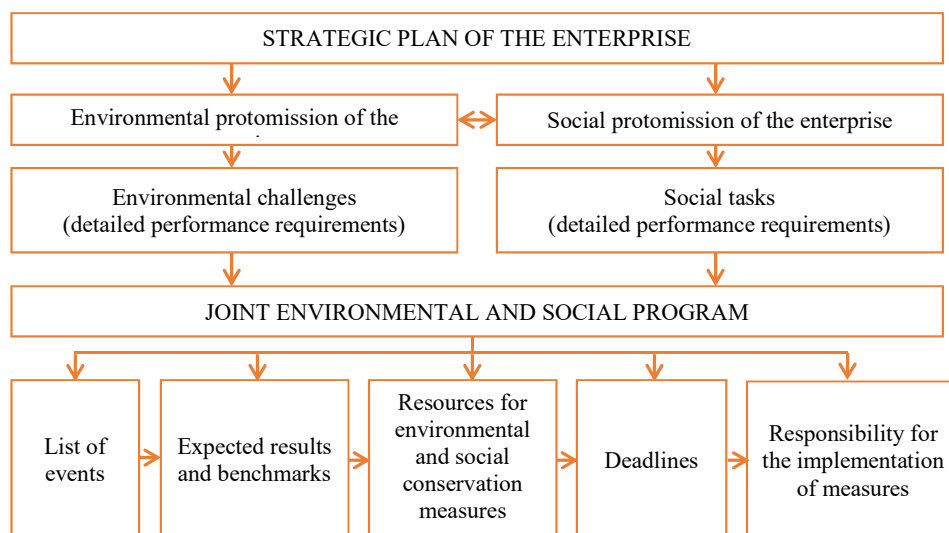 STRATEGIC PLAN OF THE ENTERPRISE
Environmental protomission of the
Social protomission of the enterprise
Environmental challenges
(detailed performance requirements)
Social tasks
(detailed performance requirements)
JOINT ENVIRONMENTAL AND SOCIAL PROGRAM
List of
events
Expected results
and benchmarks
Resources for
environmental
and social
conservation
measures
Deadlines
Responsibility for
the implementation
of measures